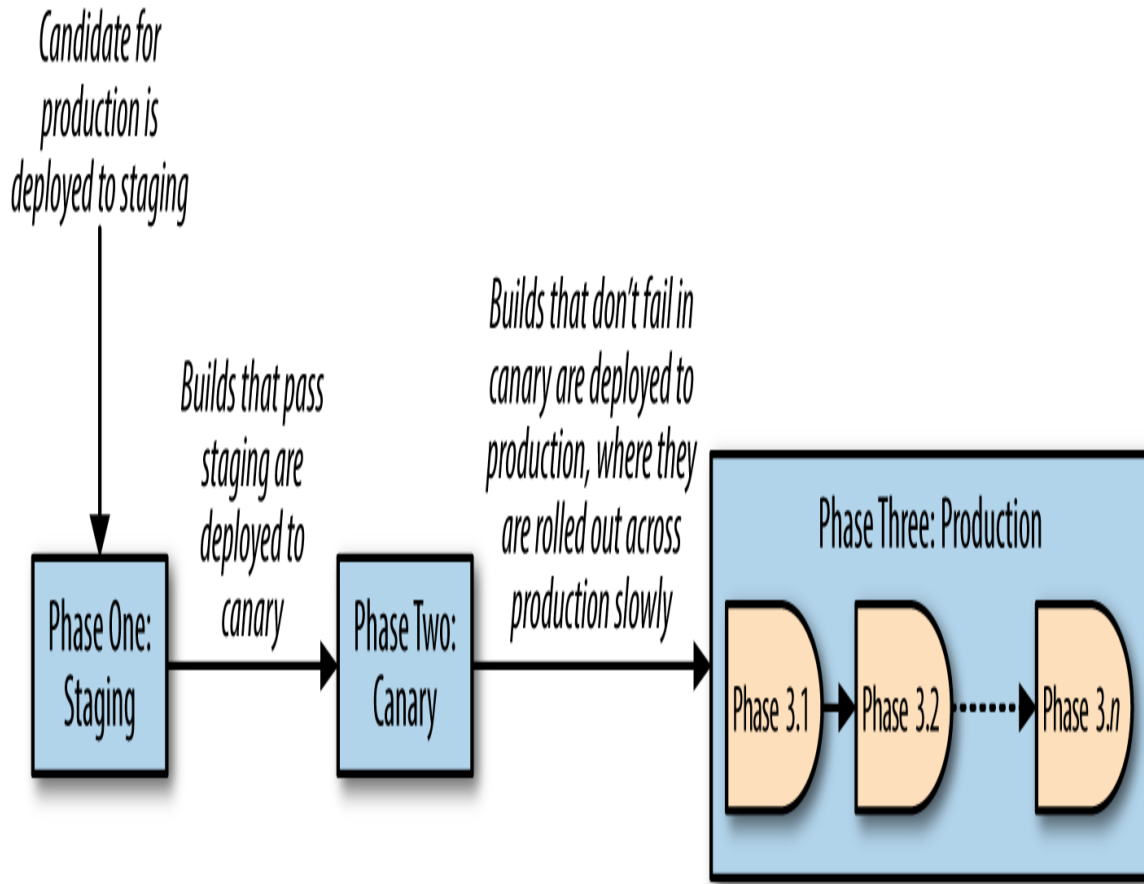 Candidate for
production is
deployed to staging
Builds that pass
staging are
deployed to
canary
Builds that don't fail in
canary are deployed to
production, where they
are rolled out across
production slowly
Phase One:
Staging
Phase Two:
Canary
Phase Three: Production
Phase 3.1
Phase 3.2
Phase 3.n